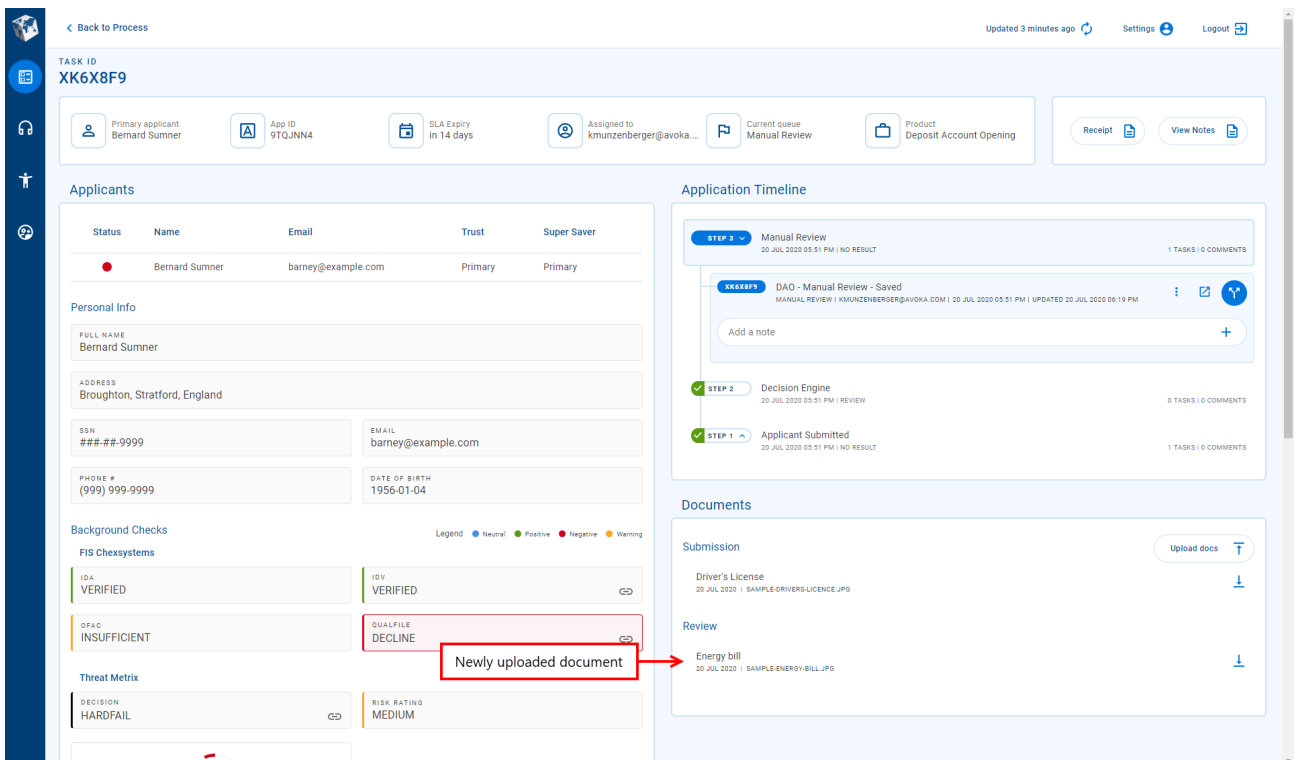 Back to Process
Updated 3 minutes ago
Settings
Logout
TASK ID
XK6X8F9
Primary applicant
Bernard Sumner
App ID
9TQJNN4
SLA Expiry
in 14 days
Assigned to
kmunzenberger@avoka...
Current queue
Manual Review
Product
Deposit Account Opening
Receipt
View Notes
Applicants
Status Name Email Trust Super Saver
Bernard Sumner barney@example.com Primary Primary
Personal Info
FULL NAME
Bernard Sumner
ADDRESS
Broughton, Stratford, England
SSN
###-##-9999
EMAIL
barney@example.com
PHONE #
(999) 999-9999
DATE OF BIRTH
1956-01-04
Background Checks
Legend Neutral Positive Negative Warning
FIS Chexsystems
IDA
VERIFIED
IDV
VERIFIED
OFAC
INSUFFICIENT
QUALFILE
DECLINE
Threat Metrix
DECISION
HARDFAIL
RISK RATING
MEDIUM
Application Timeline
STEP 3 Manual Review
20 JUL 2020 05:51 PM | NO RESULT
1 TASKS | 0 COMMENTS
XK6X8F9 DAO - Manual Review - Saved
MANUAL REVIEW | KMUNZENBERGER@AVOKA.COM | 20 JUL 2020 05:51 PM | UPDATED 20 JUL 2020 06:19 PM
Add a note
STEP 2 Decision Engine
20 JUL 2020 05:51 PM | REVIEW
0 TASKS | 0 COMMENTS
STEP 1 Applicant Submitted
20 JUL 2020 05:51 PM | NO RESULT
1 TASKS | 0 COMMENTS
Documents
Submission
Upload docs
Driver's License
20 JUL 2020 | SAMPLE-DRIVERS-LICENCE.JPG
Review
Newly uploaded document
Energy bill
20 JUL 2020 | SAMPLE-ENERGY-BILL.JPG